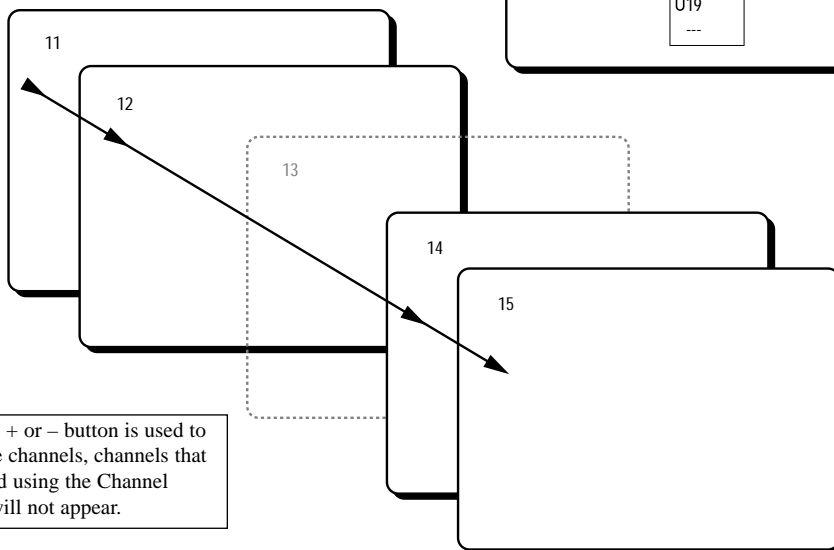 U19
---
11
12
13
14
15
+ or – button is used to
channels, channels that
using the Channel
will not appear.